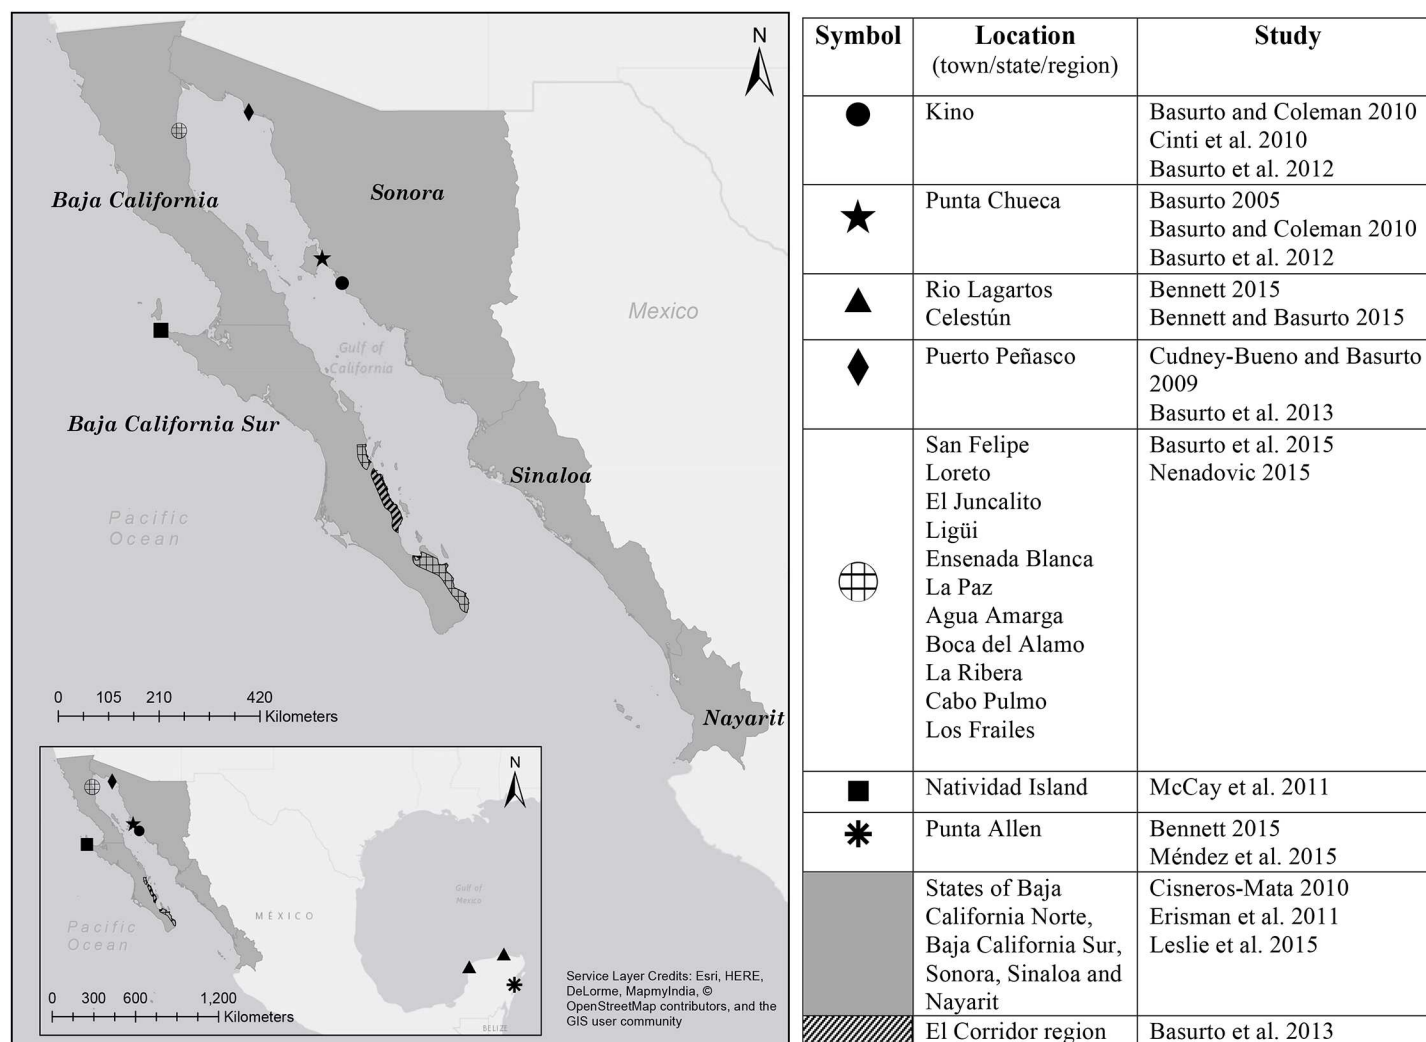 N
Baja California
Sonora
Mexico
Gulf of
California
Baja California Sur
Sinaloa
Pacific
Ocean
Nayarit
0 105 210 420
Kilometers
N
MÉXICO
Gulf of
Mexico
Pacific
Ocean
BELIZE
0 300 600 1,200
Kilometers
Service Layer Credits: Esri, HERE,
DeLorme, MapmyIndia, ©
OpenStreetMap contributors, and the
GIS user community
Symbol Location Study
(town/state/region)
Kino Basurto and Coleman 2010
Cinti et al. 2010
Basurto et al. 2012
Punta Chueca Basurto 2005
Basurto and Coleman 2010
Basurto et al. 2012
Rio Lagartos Bennett 2015
Celestún Bennett and Basurto 2015
Puerto Peñasco Cudney-Bueno and Basurto
2009
Basurto et al. 2013
San Felipe Basurto et al. 2015
Loreto Nenadovic 2015
El Juncalito
Ligüi
Ensenada Blanca
La Paz
Agua Amarga
Boca del Alamo
La Ribera
Cabo Pulmo
Los Frailes
Natividad Island McCay et al. 2011
Punta Allen Bennett 2015
Méndez et al. 2015
States of Baja Cisneros-Mata 2010
California Norte, Erisman et al. 2011
Baja California Sur, Leslie et al. 2015
Sonora, Sinaloa and
Nayarit
El Corridor region Basurto et al. 2013